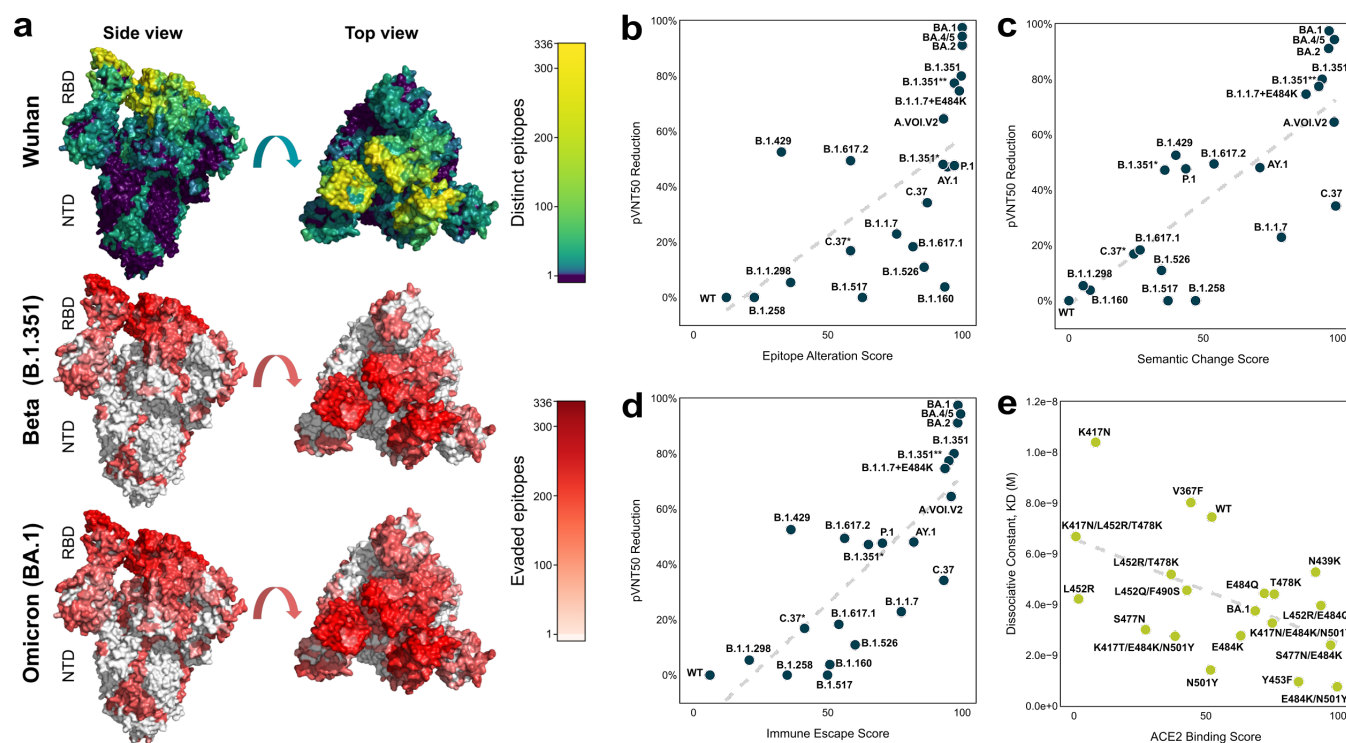 a
Side view
Top view
Wuhan
RBD
NTD
336
300
200
100
1
Distinct epitopes
Beta (B.1.351)
RBD
NTD
Omicron (BA.1)
RBD
NTD
336
300
200
100
1
Evaded epitopes
b
100%
80%
60%
40%
20%
0%
pVNT50 Reduction
BA.1
BA.4/5
BA.2
B.1.351
B.1.351**
B.1.1.7+E484K
A.VOI.V2
B.1.429
B.1.617.2
B.1.351*
P.1
AY.1
C.37
B.1.1.7
C.37*
B.1.617.1
B.1.526
B.1.1.298
B.1.517
B.1.160
WT
B.1.258
0
50
100
Epitope Alteration Score
c
100%
80%
60%
40%
20%
0%
pVNT50 Reduction
BA.1
BA.4/5
BA.2
B.1.351
B.1.351**
B.1.1.7+E484K
A.VOI.V2
B.1.429
B.1.617.2
B.1.351*
P.1
AY.1
C.37
B.1.1.7
B.1.617.1
C.37*
B.1.526
B.1.1.298
B.1.160
B.1.517
B.1.258
WT
0
50
100
Semantic Change Score
d
100%
80%
60%
40%
20%
0%
pVNT50 Reduction
BA.1
BA.4/5
BA.2
B.1.351
B.1.351**
B.1.1.7+E484K
A.VOI.V2
B.1.429
B.1.617.2
P.1
AY.1
B.1.351*
C.37
B.1.1.7
C.37*
B.1.617.1
B.1.526
B.1.1.298
B.1.258
B.1.160
WT
B.1.517
0
50
100
Immune Escape Score
e
1.2e-8
1.0e-8
8.0e-9
6.0e-9
4.0e-9
2.0e-9
0.0e+0
Dissociative Constant, KD (M)
K417N
V367F
WT
K417N/L452R/T478K
L452R/T478K
N439K
L452R
L452Q/F490S
E484Q
T478K
BA.1
L452R/E484Q
S477N
K417N/E484K/N501Y
K417T/E484K/N501Y
E484K
S477N/E484K
N501Y
Y453F
E484K/N501Y
0
50
100
ACE2 Binding Score